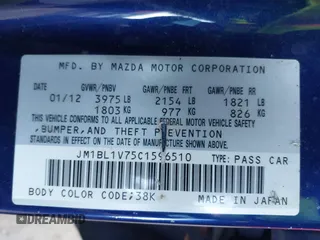 MFD. BY MAZDA MOTOR CORPORATION
GVWR/PNBV GAWR/PNBE FR GAWR/PNBE RR
01/12 3975 LB 2154 LB 1821 LB
1803 KG 977 KG 826 KG
THIS VEHICLE CONFORMS TO ALL APPLICABLE FEDERAL MOTOR VEHICLE SAFETY
,BUMPER,AND THEFT PREVENTION
STANDARDS IN EFFECT ON THE DATE OF MANUFACTURE SHOWN ABOVE.
JM1BL1V75C1596510 TYPE: PASS CAR
BODY COLOR CODE:38K MADE IN JAPAN
DREAMBID